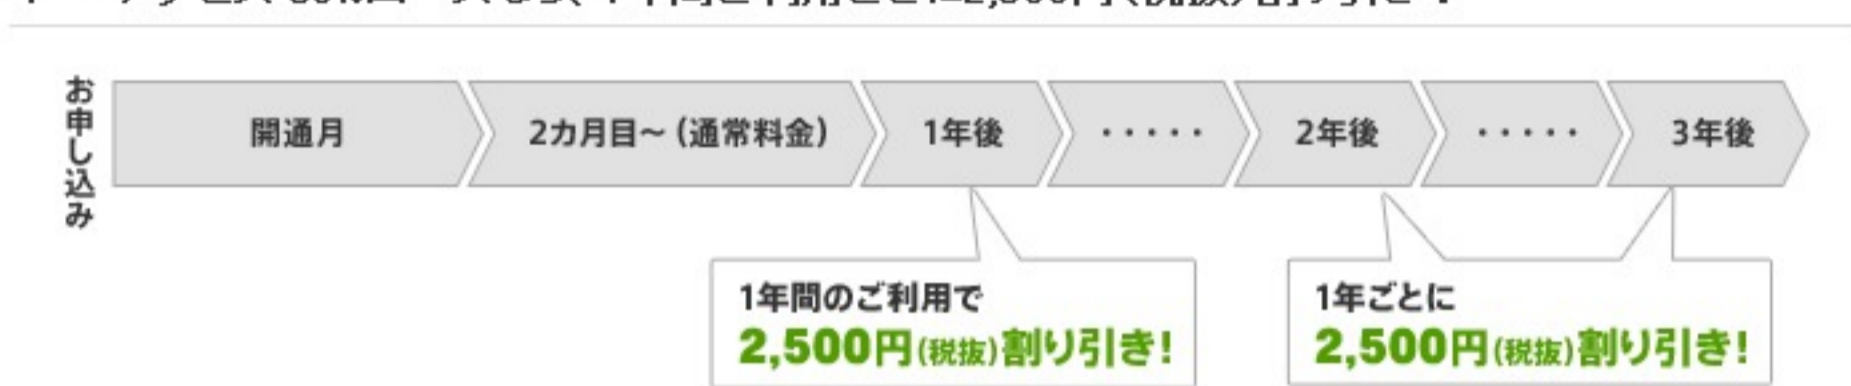 お申し込み
開通月
2カ月目～(通常料金)
1年後
・・・・・
2年後
・・・・・
3年後
1年間のご利用で
2,500円(税抜)割り引き!
1年ごとに
2,500円(税抜)割り引き!